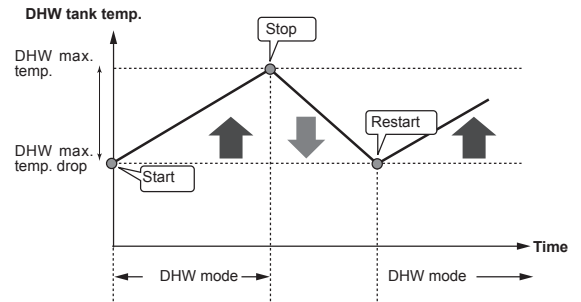 DHW tank temp.
Stop
DHW max.
temp.
Restart
DHW max.
temp. drop
Start
Time
DHW mode
DHW mode